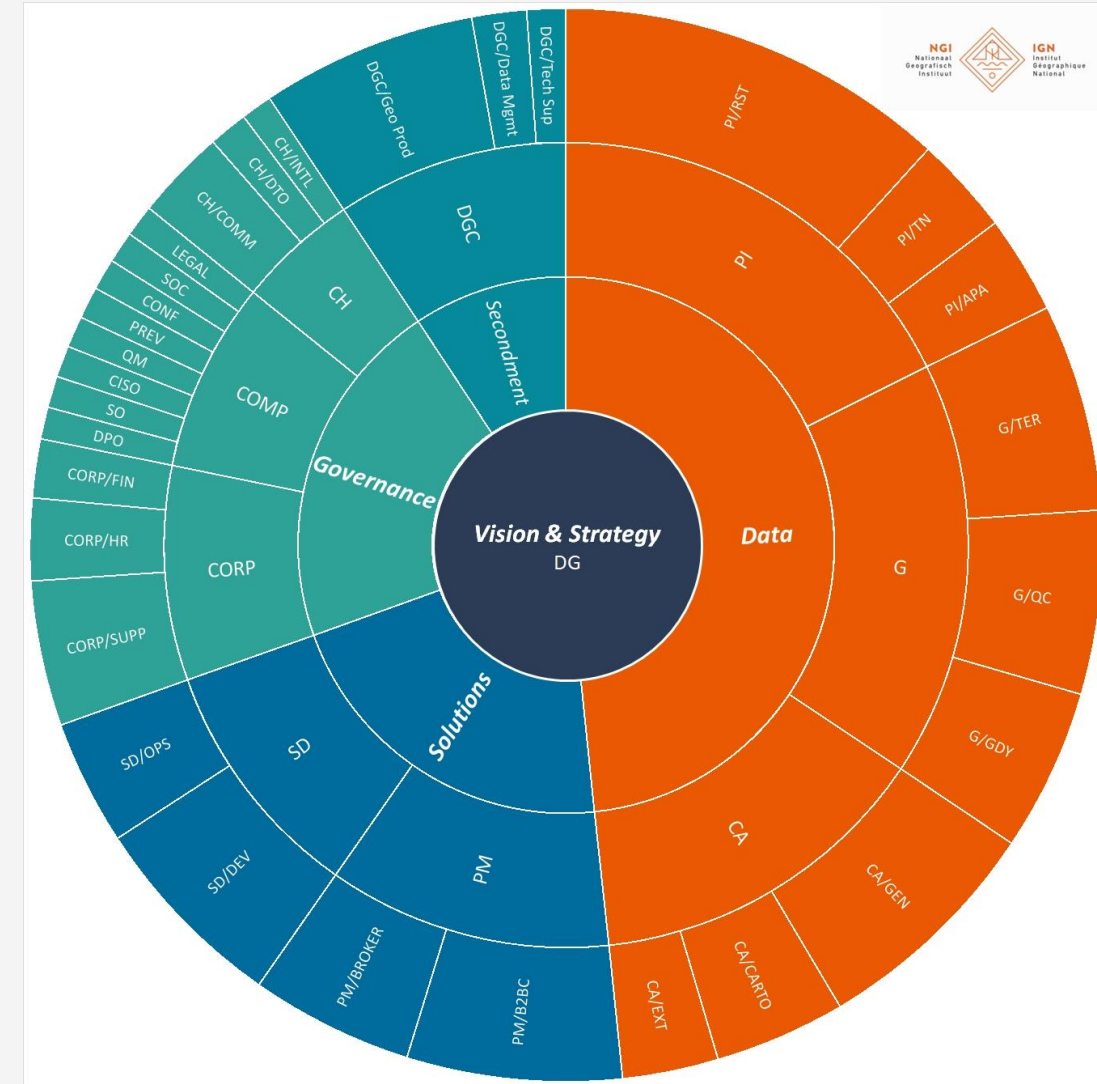 NGI
Nationaal
Geografisch
Instituut
IGN
Institut
Géographique
National
Vision & Strategy
DG
Data
PI
PI/RST
PI/TN
PI/APA
G
G/TER
G/QC
G/GDY
CA
CA/GEN
CA/CARTO
CA/EXT
Solutions
PM
PM/B2BC
PM/BROKER
SD
SD/DEV
SD/OPS
Governance
CORP
CORP/SUPP
CORP/HR
CORP/FIN
COMP
DPO
SO
CISO
QM
PREV
CONF
SOC
LEGAL
CH
CH/COMM
CH/DTO
CH/INTL
Secondment
DGC
DGC/Geo Prod
DGC/Data Mgmt
DGC/Tech Sup